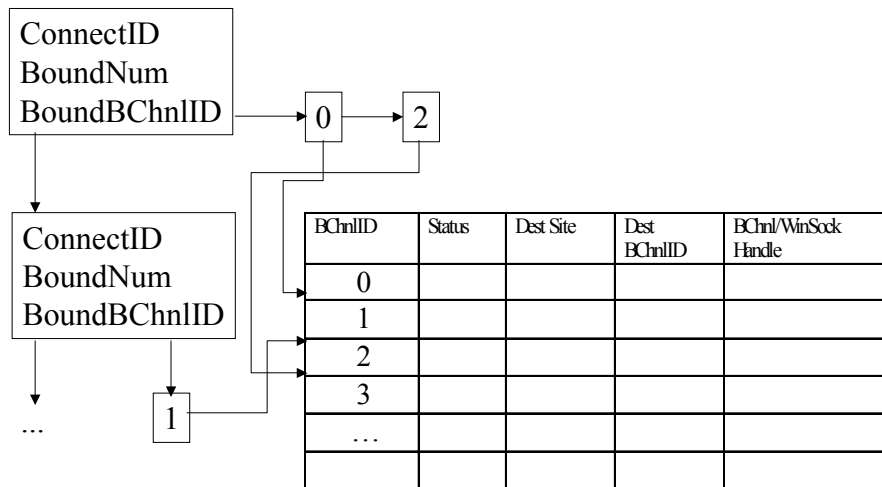 ConnectID
BoundNum
BoundBChnlID
0
2
ConnectID
BoundNum
BoundBChnlID
...
1
BChnlID Status Dest Site Dest BChnlID BChnl/WinSock Handle
0
1
2
3
...